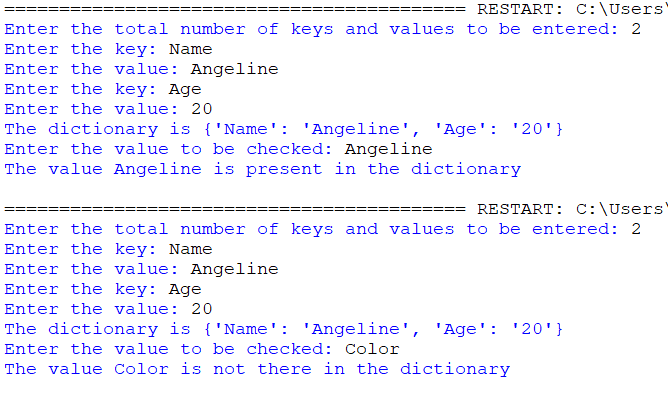 ========================================== RESTART: C:\Users\
Enter the total number of keys and values to be entered: 2
Enter the key: Name
Enter the value: Angeline
Enter the key: Age
Enter the value: 20
The dictionary is {'Name': 'Angeline', 'Age': '20'}
Enter the value to be checked: Angeline
The value Angeline is present in the dictionary
========================================== RESTART: C:\Users\
Enter the total number of keys and values to be entered: 2
Enter the key: Name
Enter the value: Angeline
Enter the key: Age
Enter the value: 20
The dictionary is {'Name': 'Angeline', 'Age': '20'}
Enter the value to be checked: Color
The value Color is not there in the dictionary